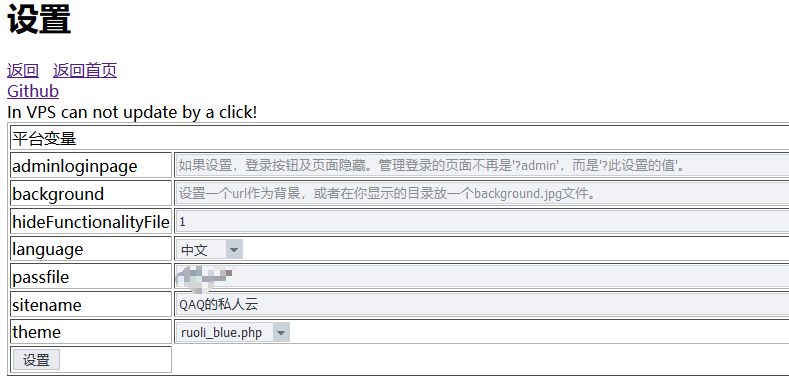 设置
返回 返回首页
Github
In VPS can not update by a click!
平台变量
adminloginpage 如果设置，登录按钮及页面隐藏。管理登录的页面不再是'?admin'，而是'?此设置的值'。
background 设置一个url作为背景，或者在你显示的目录放一个background.jpg文件。
hideFunctionalityFile 1
language 中文
passfile
sitename QAQ的私人云
theme ruoli_blue.php
设置